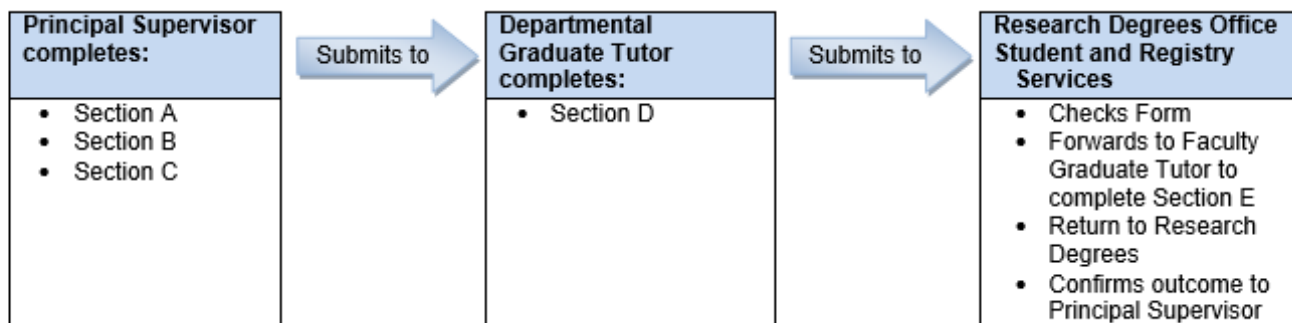 Principal Supervisor
completes:
• Section A
• Section B
• Section C
Submits to
Departmental
Graduate Tutor
completes:
• Section D
Submits to
Research Degrees Office
Student and Registry
Services
• Checks Form
• Forwards to Faculty
Graduate Tutor to
complete Section E
• Return to Research
Degrees
• Confirms outcome to
Principal Supervisor